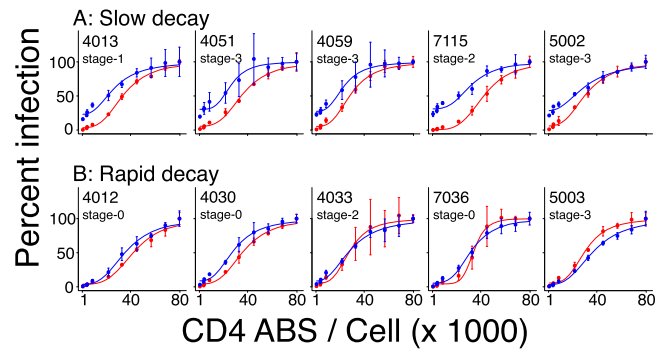 A: Slow decay
4013 4051 4059 7115 5002
stage-1 stage-3 stage-3 stage-2 stage-3
100
50
0
B: Rapid decay
4012 4030 4033 7036 5003
stage-0 stage-0 stage-2 stage-0 stage-3
100
50
0
1 40 80 1 40 80 1 40 80 1 40 80 1 40 80
Percent infection
CD4 ABS / Cell (x 1000)